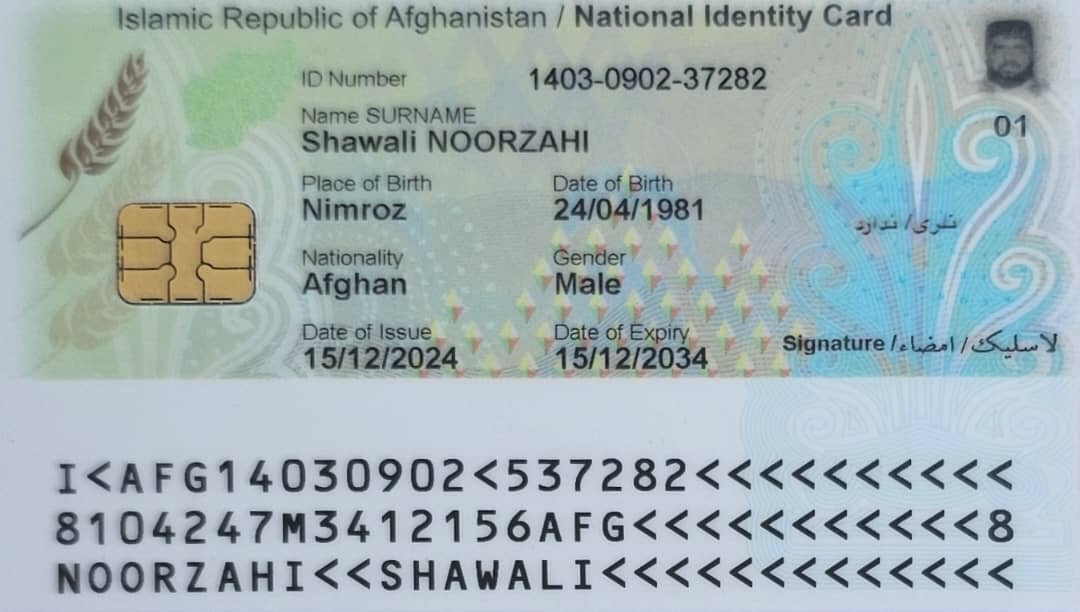 Islamic Republic of Afghanistan / National Identity Card
ID Number 1403-0902-37282
01
Name SURNAME
Shawali NOORZAHI
Place of Birth Date of Birth
Nimroz 24/04/1981
نلری/ ندارد
Nationality Gender
Afghan Male
Date of Issue Date of Expiry
15/12/2024 15/12/2034
Signature /امضاء/ لاسلیک
I<AFG14030902<537282<<<<<<<<<<
8104247M3412156AFG<<<<<<<<<<<8
NOORZAHI<<SHAWALI<<<<<<<<<<<<<